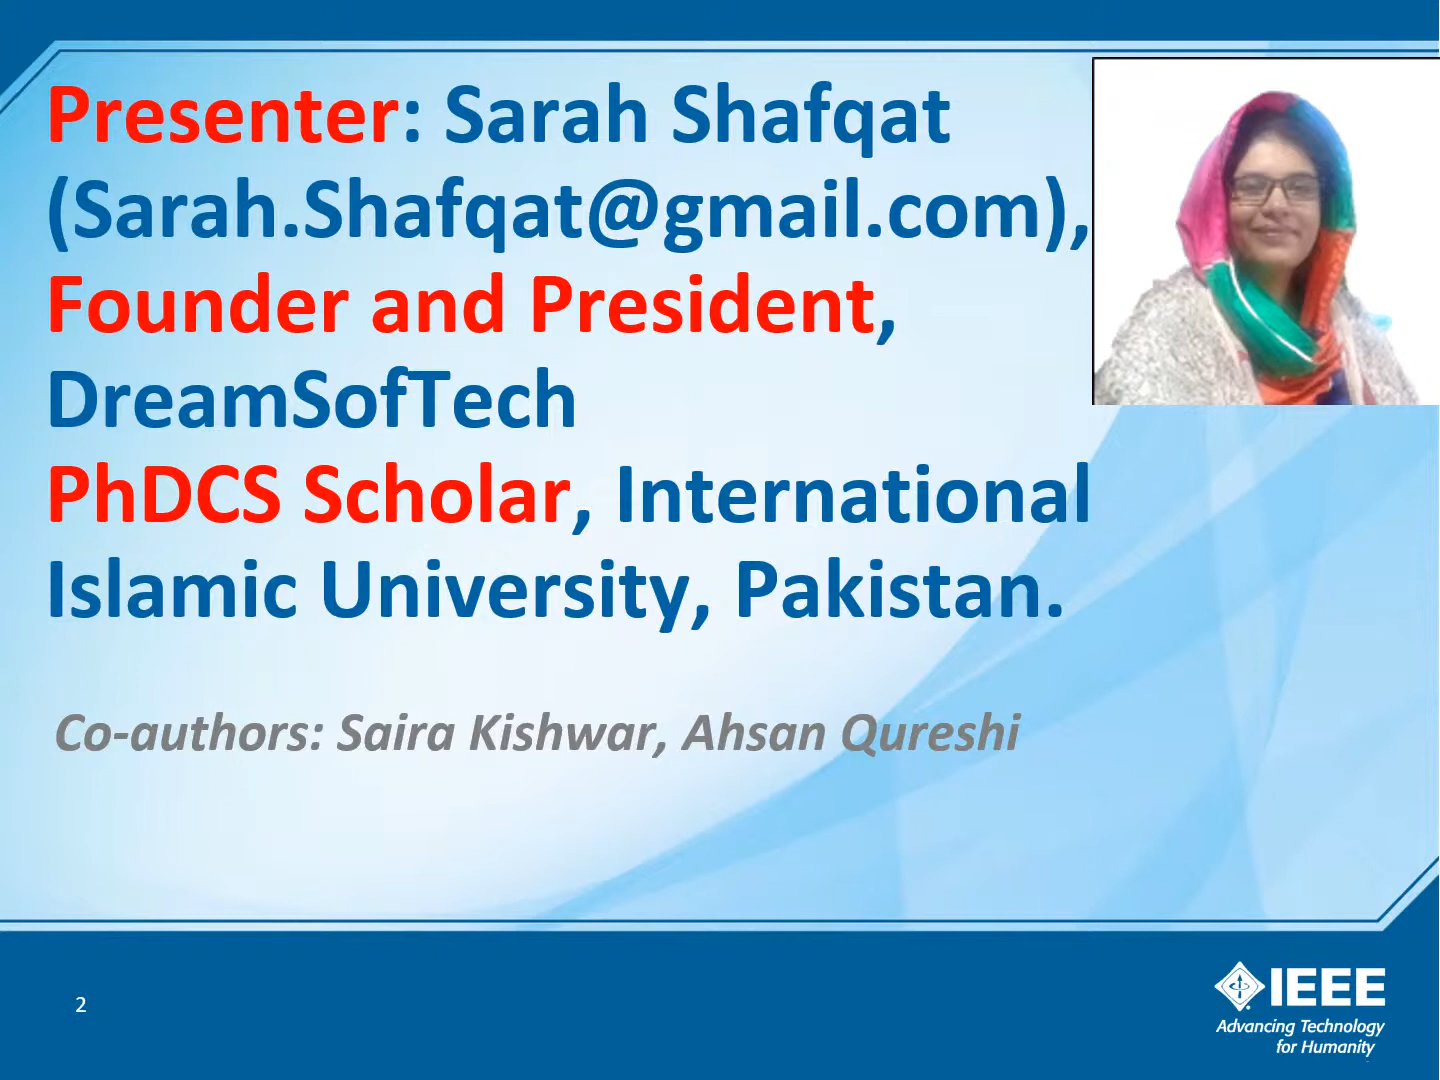 Presenter: Sarah Shafqat
(Sarah.Shafqat@gmail.com),
Founder and President,
DreamSofTech
PhDCS Scholar, International
Islamic University, Pakistan.
Co-authors: Saira Kishwar, Ahsan Qureshi
2
IEEE
Advancing Technology
for Humanity